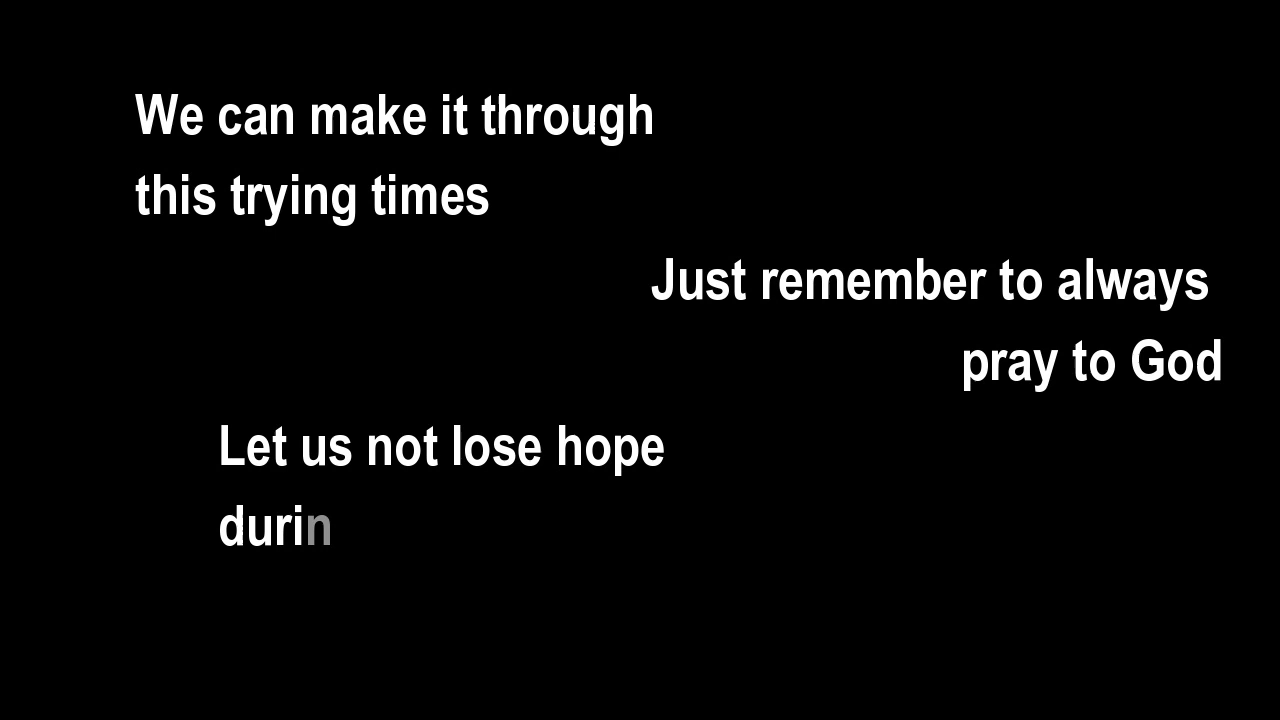 We can make it through
this trying times
Just remember to always
pray to God
Let us not lose hope
durin